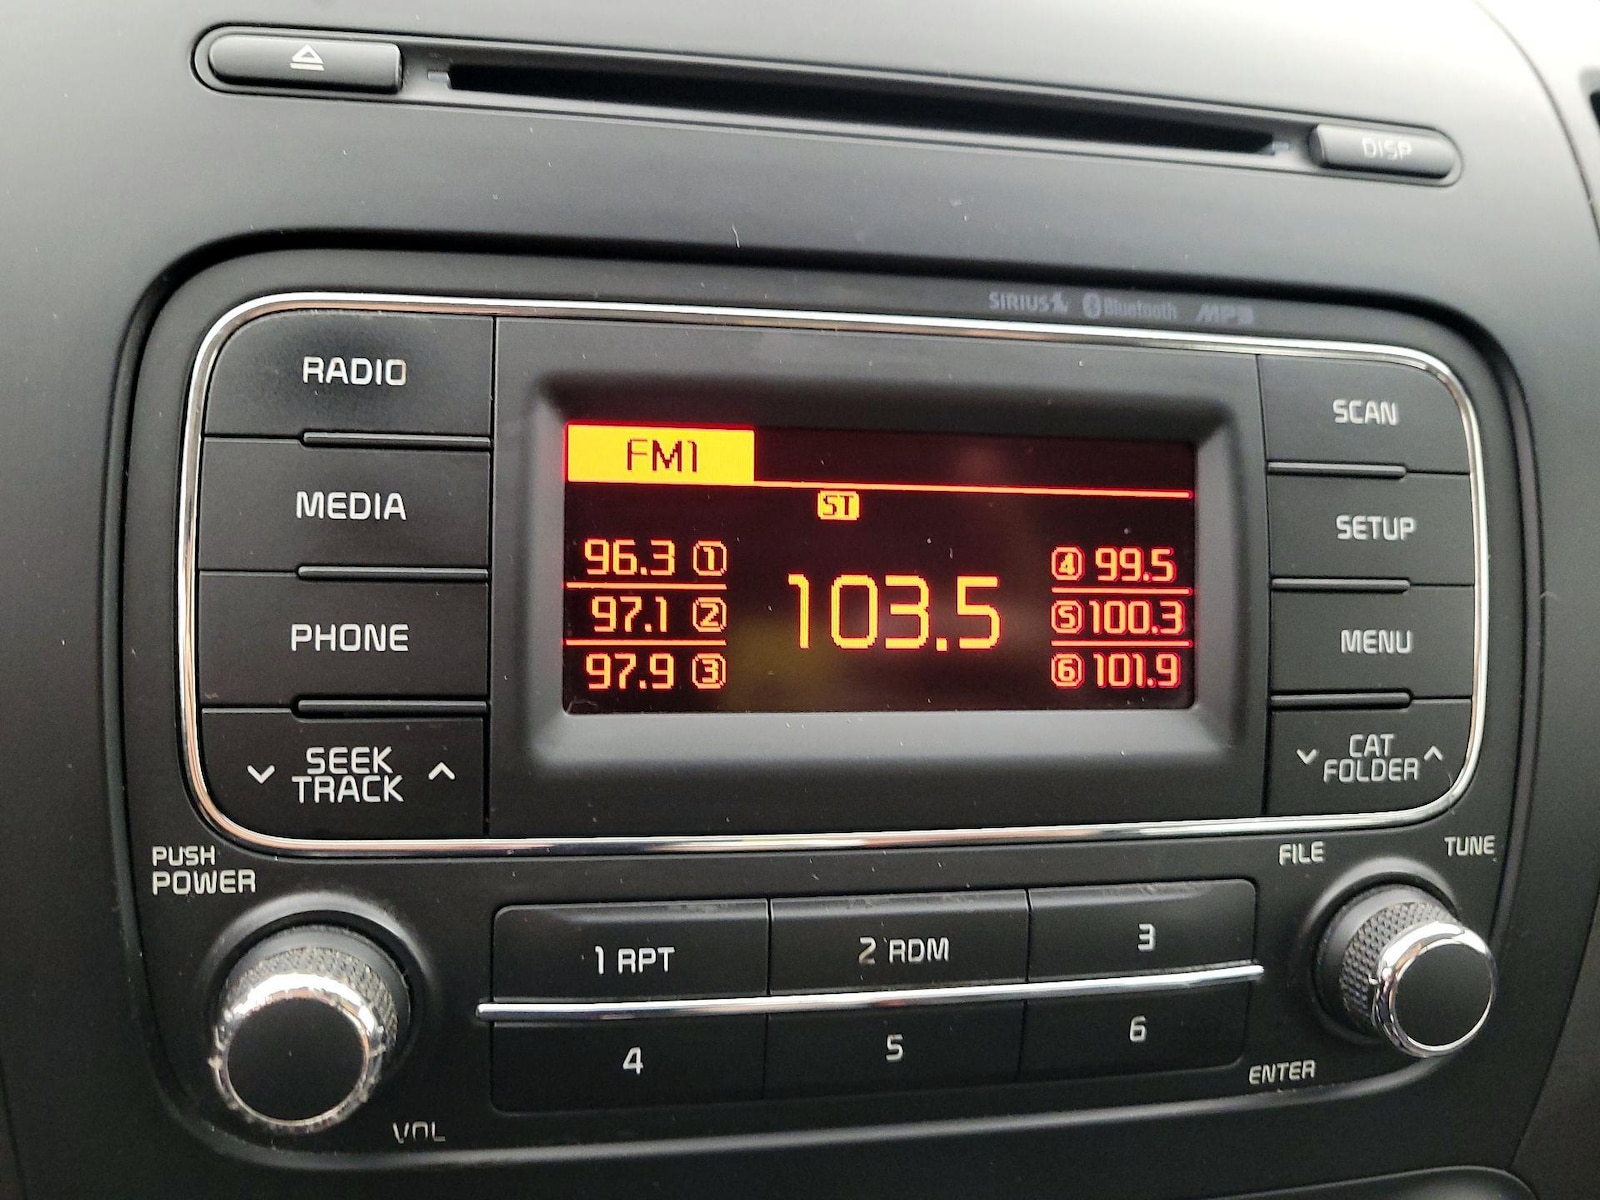 DISP
SIRIUS Bluetooth MP3
RADIO
MEDIA
PHONE
SEEK
TRACK
FM1
ST
96.3 1
97.1 2
97.9 3
103.5
4 99.5
5 100.3
6 101.9
SCAN
SETUP
MENU
CAT
FOLDER
PUSH
POWER
VOL
1 RPT
2 RDM
3
4
5
6
FILE
TUNE
ENTER